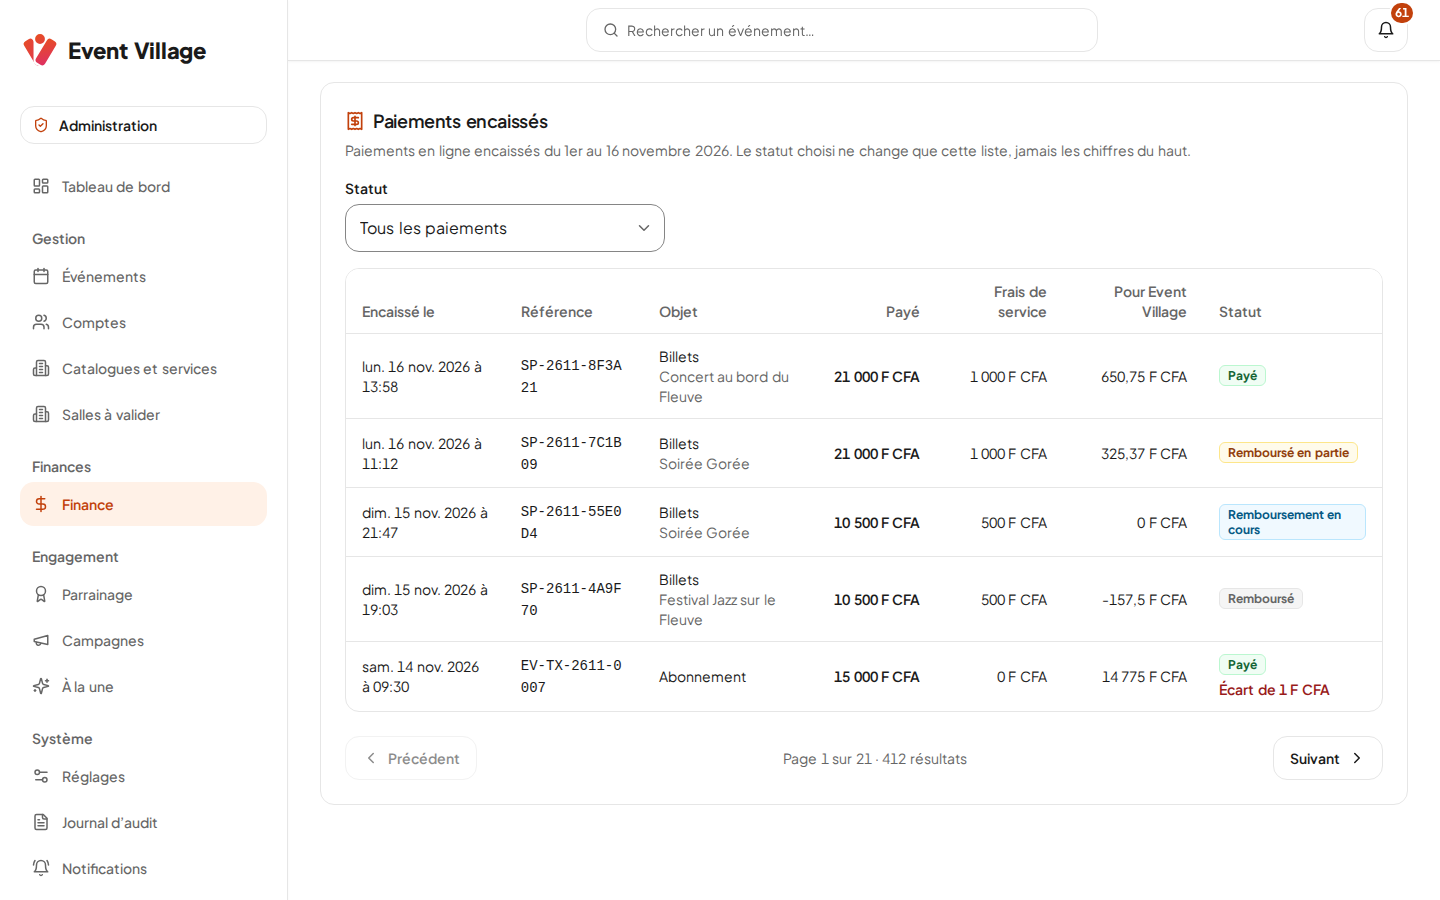 Event Village
Rechercher un événement…
61
Administration
Tableau de bord
Gestion
Événements
Comptes
Catalogues et services
Salles à valider
Finances
Finance
Engagement
Parrainage
Campagnes
À la une
Système
Réglages
Journal d'audit
Notifications
Paiements encaissés
Paiements en ligne encaissés du 1er au 16 novembre 2026. Le statut choisi ne change que cette liste, jamais les chiffres du haut.
Statut
Tous les paiements
Encaissé le
Référence
Objet
Payé
Frais de
service
Pour Event
Village
Statut
lun. 16 nov. 2026 à
13:58
SP-2611-8F3A
21
Billets
Concert au bord du
Fleuve
21 000 F CFA
1 000 F CFA
650,75 F CFA
Payé
lun. 16 nov. 2026 à
11:12
SP-2611-7C1B
09
Billets
Soirée Gorée
21 000 F CFA
1 000 F CFA
325,37 F CFA
Remboursé en partie
dim. 15 nov. 2026 à
21:47
SP-2611-55E0
D4
Billets
Soirée Gorée
10 500 F CFA
500 F CFA
0 F CFA
Remboursement en
cours
dim. 15 nov. 2026 à
19:03
SP-2611-4A9F
70
Billets
Festival Jazz sur le
Fleuve
10 500 F CFA
500 F CFA
-157,5 F CFA
Remboursé
sam. 14 nov. 2026
à 09:30
EV-TX-2611-0
007
Abonnement
15 000 F CFA
0 F CFA
14 775 F CFA
Payé
Écart de 1 F CFA
Précédent
Page 1 sur 21 · 412 résultats
Suivant